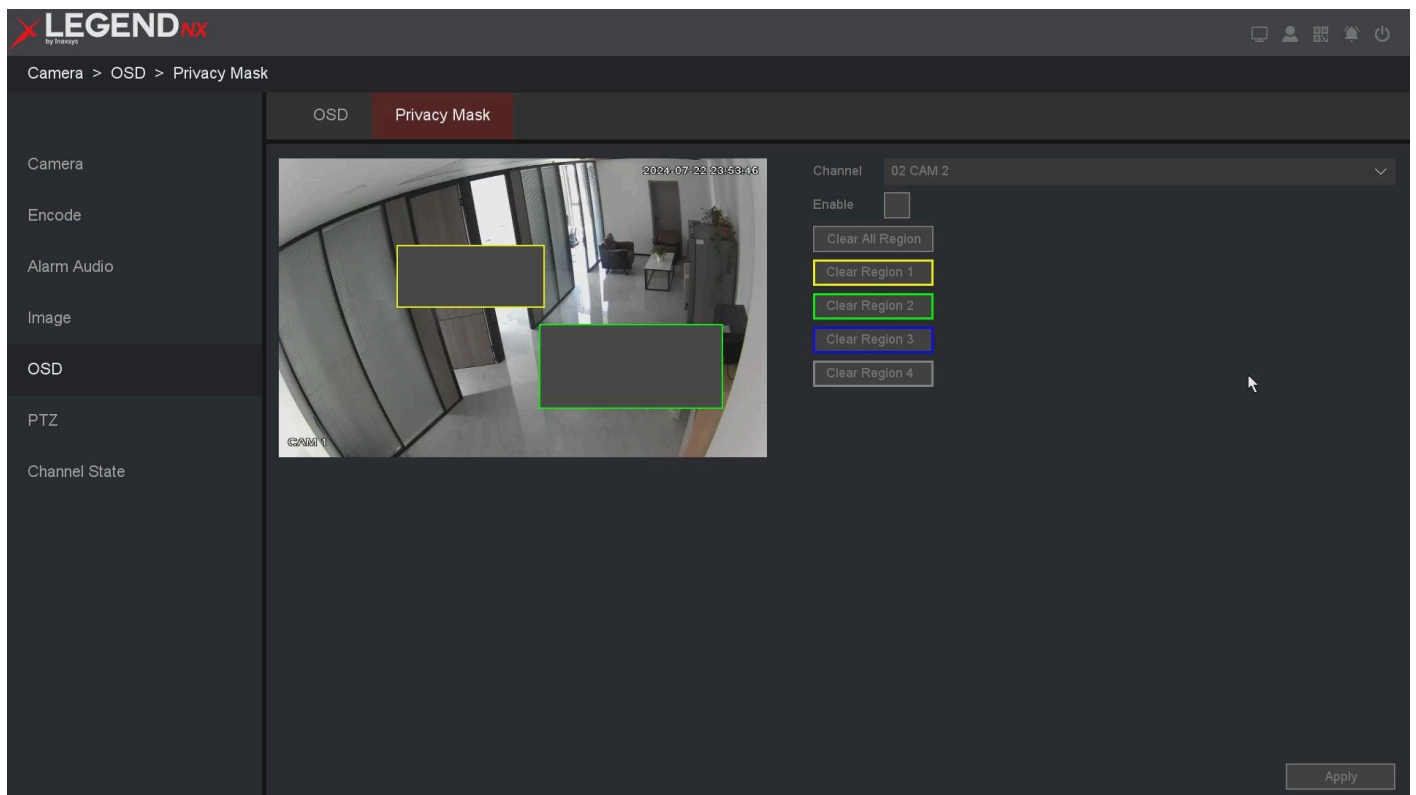 LEGEND NX
by Inaxsys
Camera > OSD > Privacy Mask
OSD
Privacy Mask
Camera
Encode
Alarm Audio
Image
OSD
PTZ
Channel State
2024-07-22 23:53:46
CAM 1
Channel
02 CAM 2
Enable
Clear All Region
Clear Region 1
Clear Region 2
Clear Region 3
Clear Region 4
Apply